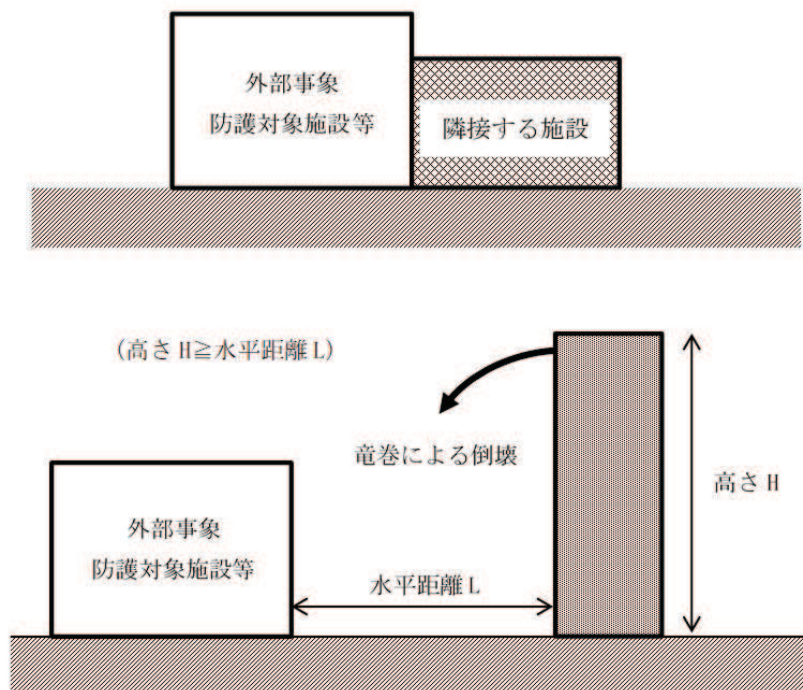 外部事象
防護対象施設等
隣接する施設
(高さ H≧水平距離 L)
竜巻による倒壊
高さ H
外部事象
防護対象施設等
水平距離 L